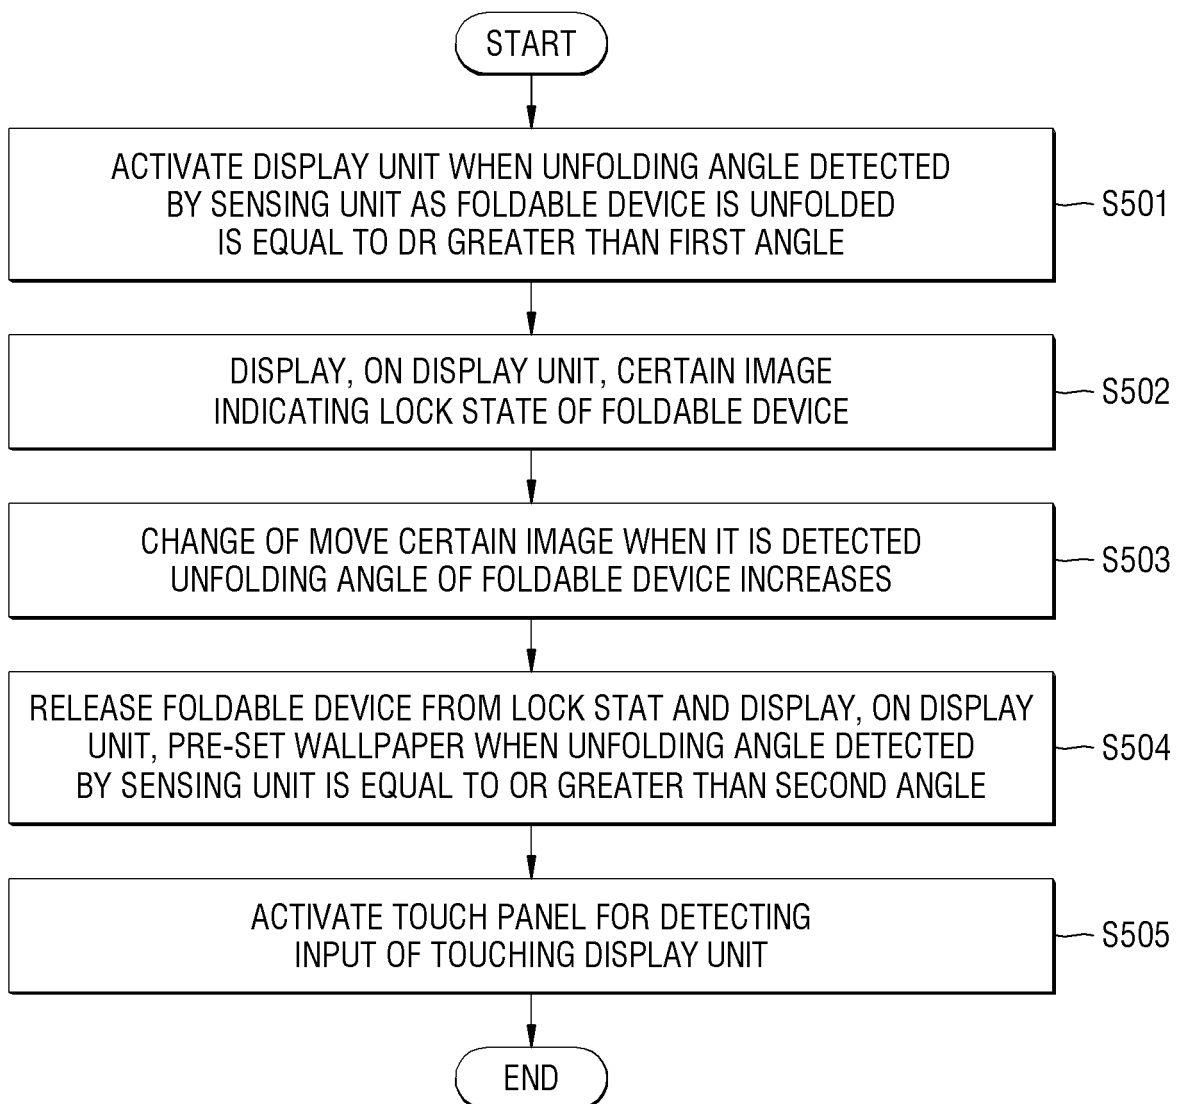 START
ACTIVATE DISPLAY UNIT WHEN UNFOLDING ANGLE DETECTED
BY SENSING UNIT AS FOLDABLE DEVICE IS UNFOLDED
IS EQUAL TO DR GREATER THAN FIRST ANGLE
S501
DISPLAY, ON DISPLAY UNIT, CERTAIN IMAGE
INDICATING LOCK STATE OF FOLDABLE DEVICE
S502
CHANGE OF MOVE CERTAIN IMAGE WHEN IT IS DETECTED
UNFOLDING ANGLE OF FOLDABLE DEVICE INCREASES
S503
RELEASE FOLDABLE DEVICE FROM LOCK STAT AND DISPLAY, ON DISPLAY
UNIT, PRE-SET WALLPAPER WHEN UNFOLDING ANGLE DETECTED
BY SENSING UNIT IS EQUAL TO OR GREATER THAN SECOND ANGLE
S504
ACTIVATE TOUCH PANEL FOR DETECTING
INPUT OF TOUCHING DISPLAY UNIT
S505
END